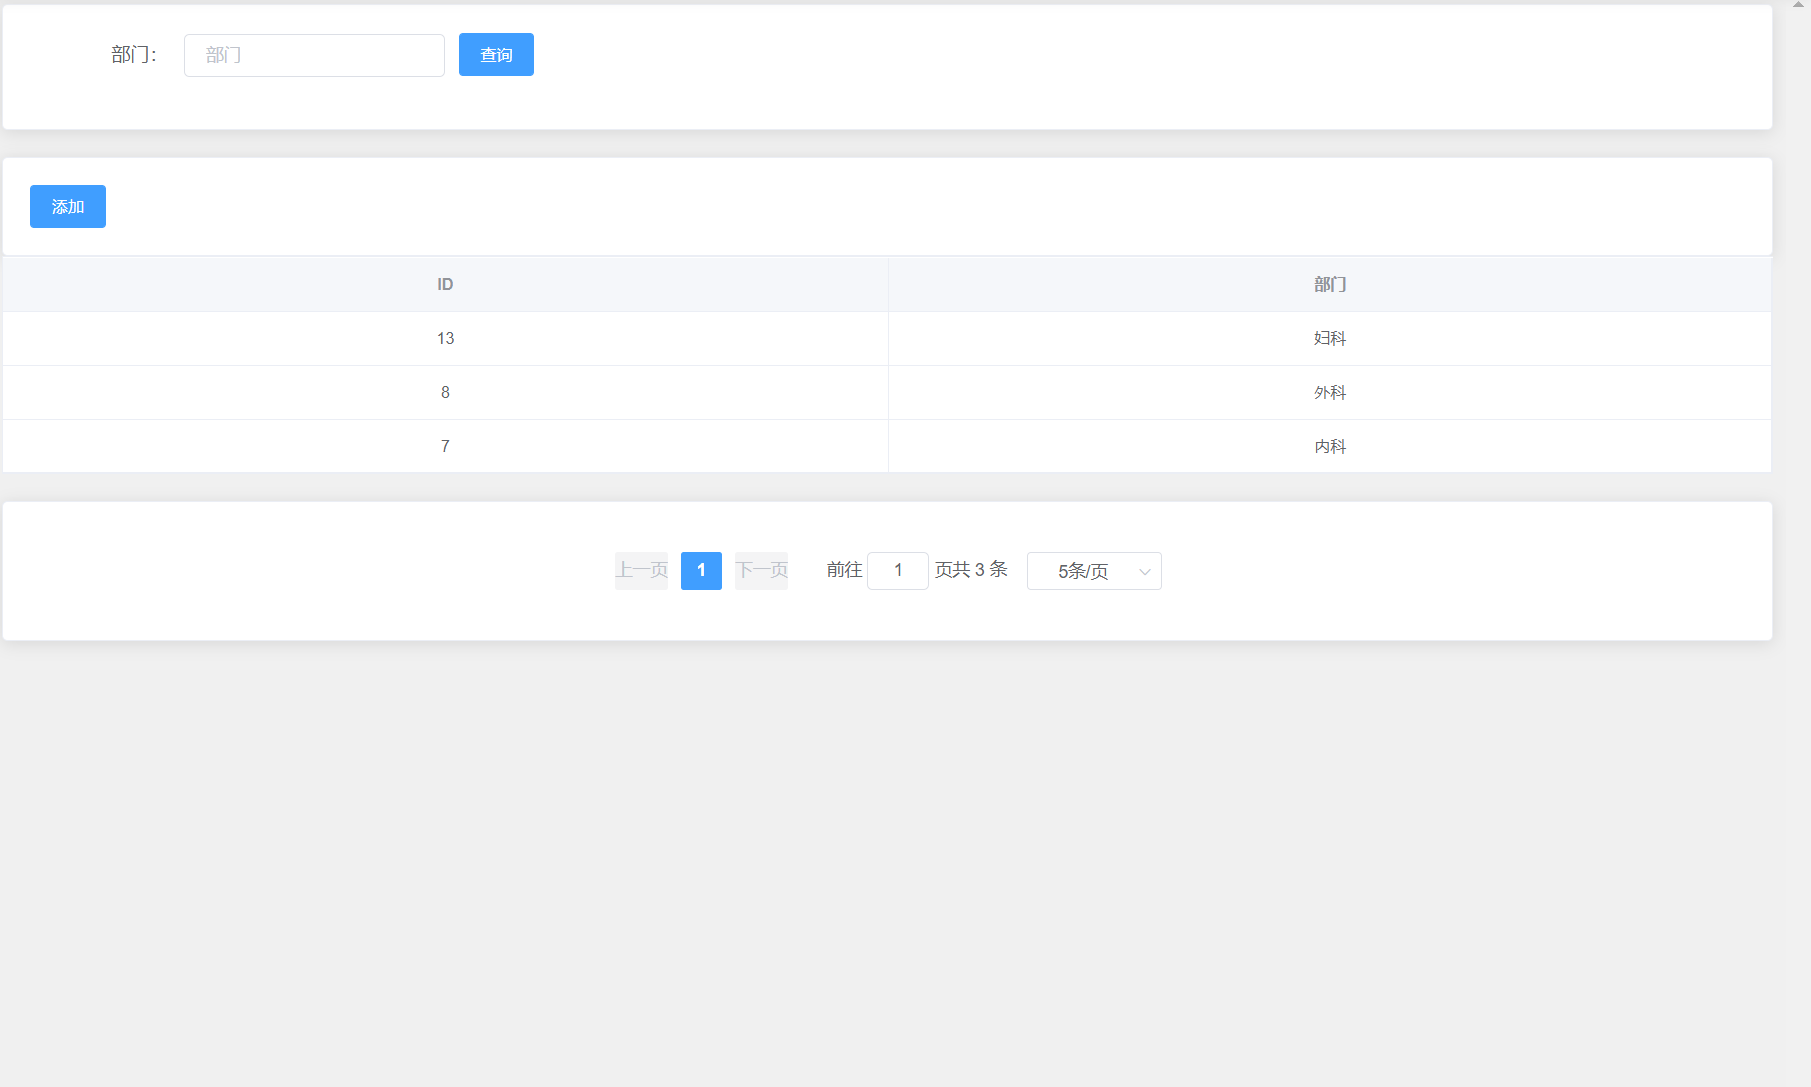 部门： 部门 查询
添加
ID 部门
13 妇科
8 外科
7 内科
上一页 1 下一页 前往 1 页共 3 条 5条/页